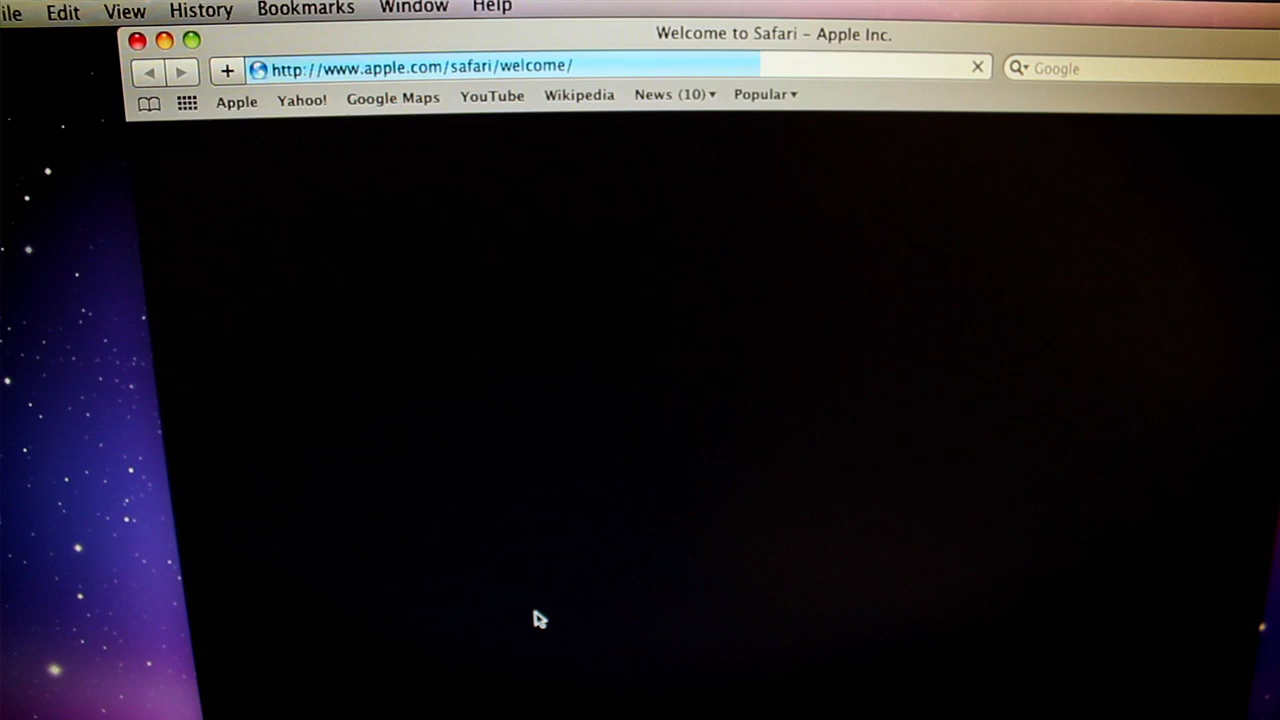 ile Edit View History Bookmarks Window Help
Welcome to Safari – Apple Inc.
http://www.apple.com/safari/welcome/ Google
Apple Yahoo! Google Maps YouTube Wikipedia News (10)▾ Popular▾